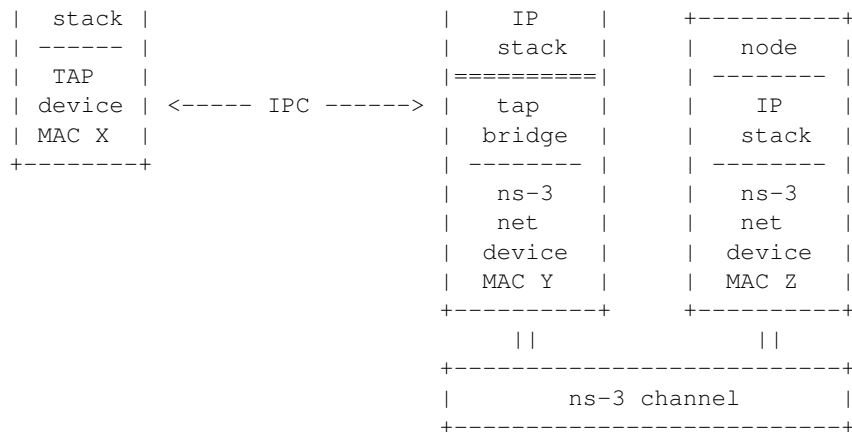 |  stack |                    |    IP    |     +----------+
| ------ |                    |   stack  |     |   node   |
|  TAP   |                    |==========|     | -------- |
| device | <----- IPC ------> |   tap    |     |    IP    |
| MAC X  |                    |  bridge  |     |   stack  |
+--------+                    | -------- |     | -------- |
                              |   ns-3   |     |   ns-3   |
                              |   net    |     |   net    |
                              |  device  |     |  device  |
                              |  MAC Y   |     |  MAC Z   |
                              +----------+     +----------+
                                   ||               ||
                              +---------------------------+
                              |        ns-3 channel       |
                              +---------------------------+